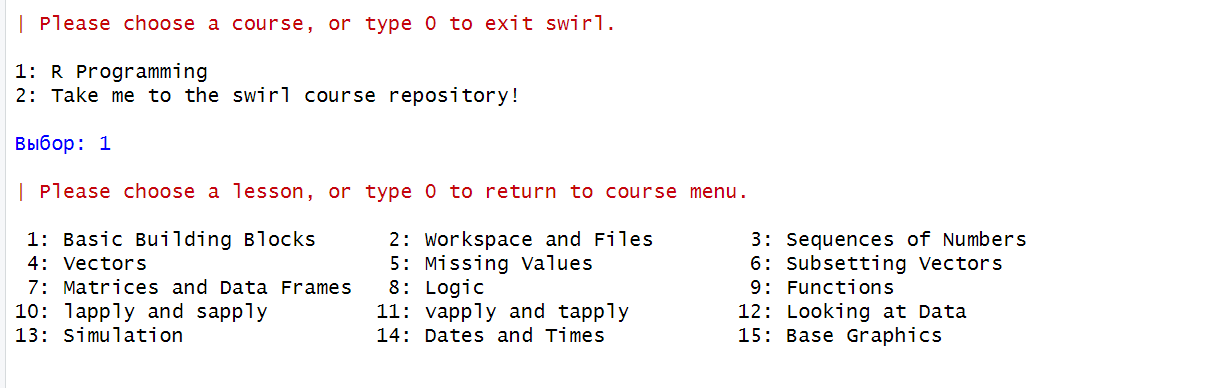 | Please choose a course, or type 0 to exit swirl.
1: R Programming
2: Take me to the swirl course repository!
Выбор: 1
| Please choose a lesson, or type 0 to return to course menu.
1: Basic Building Blocks 2: Workspace and Files 3: Sequences of Numbers
4: Vectors 5: Missing Values 6: Subsetting Vectors
7: Matrices and Data Frames 8: Logic 9: Functions
10: lapply and sapply 11: vapply and tapply 12: Looking at Data
13: Simulation 14: Dates and Times 15: Base Graphics